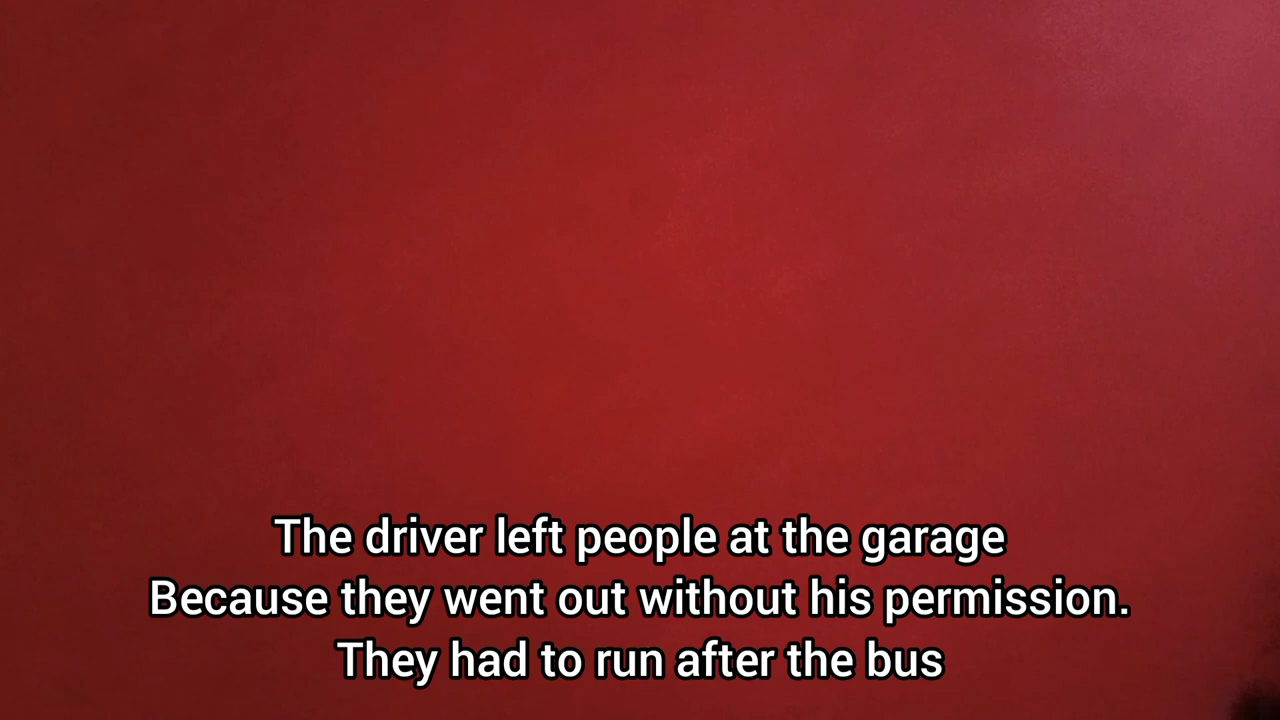 The driver left people at the garage
Because they went out without his permission.
They had to run after the bus